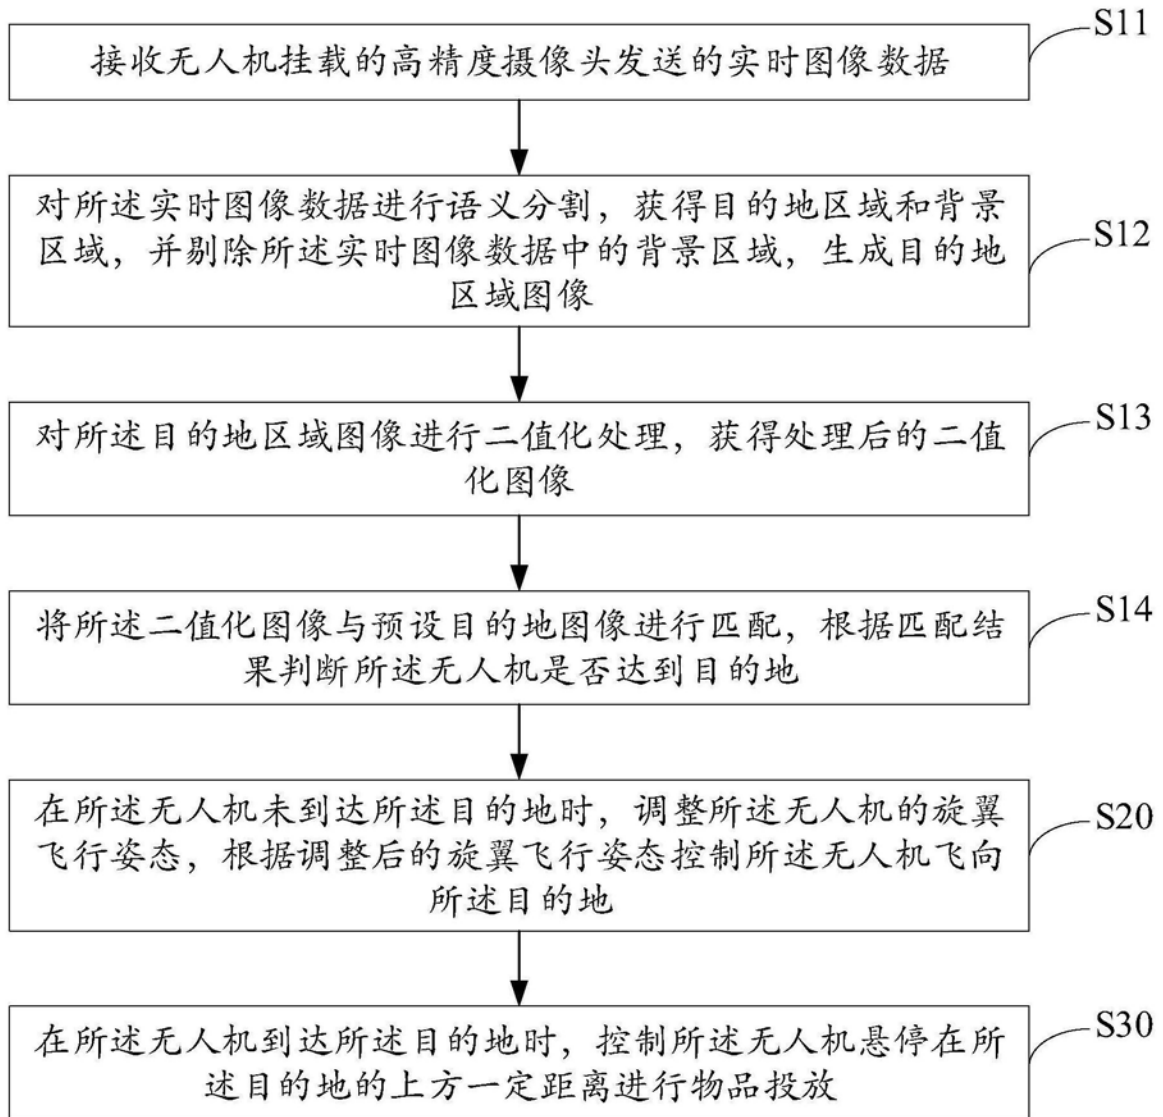 S11
接收无人机挂载的高精度摄像头发送的实时图像数据
对所述实时图像数据进行语义分割，获得目的地区域和背景
区域，并剔除所述实时图像数据中的背景区域，生成目的地
区域图像
S12
对所述目的地区域图像进行二值化处理，获得处理后的二值
化图像
S13
将所述二值化图像与预设目的地图像进行匹配，根据匹配结
果判断所述无人机是否达到目的地
S14
在所述无人机未到达所述目的地时，调整所述无人机的旋翼
飞行姿态，根据调整后的旋翼飞行姿态控制所述无人机飞向
所述目的地
S20
在所述无人机到达所述目的地时，控制所述无人机悬停在所
述目的地的上方一定距离进行物品投放
S30